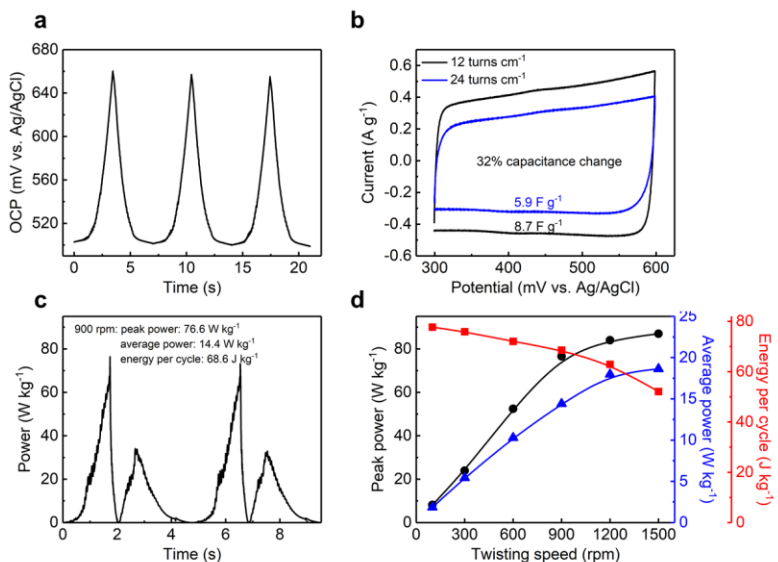 a
680
640
600
560
520
OCP (mV vs. Ag/AgCl)
0 5 10 15 20
Time (s)
b
12 turns cm⁻¹
24 turns cm⁻¹
0.6
0.4
0.2
0.0
-0.2
-0.4
-0.6
Current (A g⁻¹)
32% capacitance change
5.9 F g⁻¹
8.7 F g⁻¹
300 400 500 600
Potential (mV vs. Ag/AgCl)
c
900 rpm: peak power: 76.6 W kg⁻¹
average power: 14.4 W kg⁻¹
energy per cycle: 68.6 J kg⁻¹
80
60
40
20
0
Power (W kg⁻¹)
0 2 4 6 8
Time (s)
d
80
60
40
20
0
Peak power (W kg⁻¹)
300 600 900 1200 1500
Twisting speed (rpm)
25
20
15
10
5
0
Average power (W kg⁻¹)
80
60
40
20
0
Energy per cycle (J kg⁻¹)